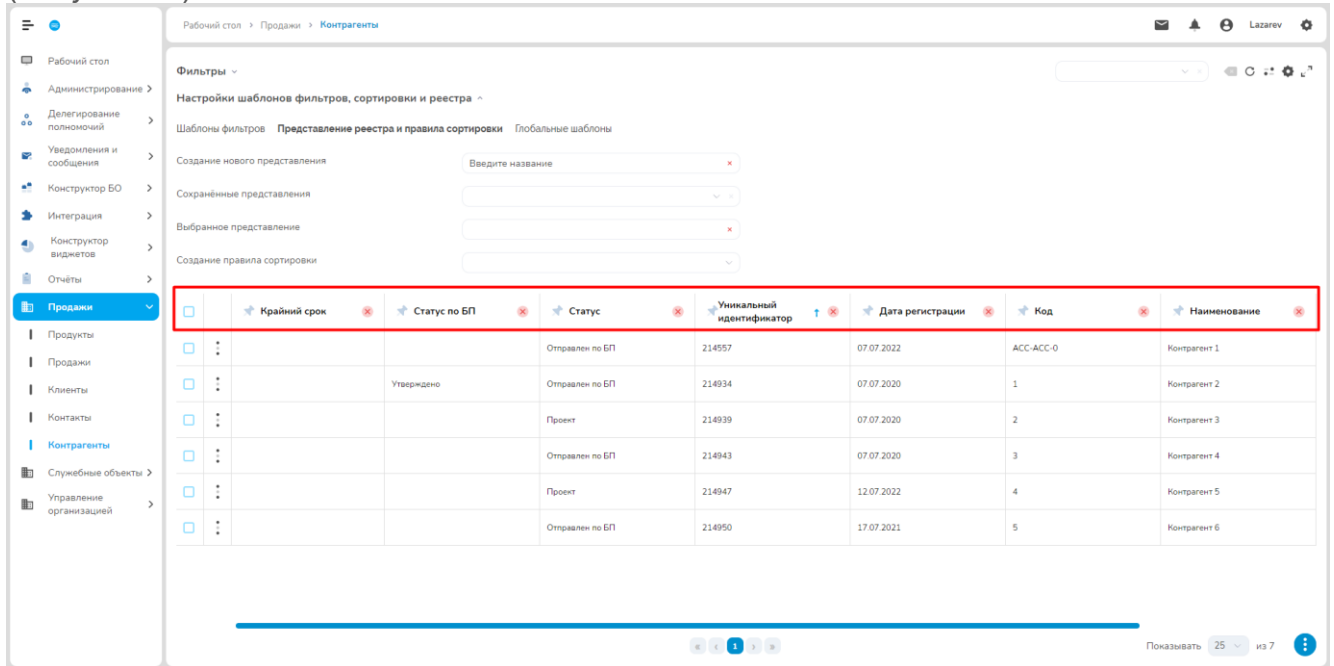 Рабочий стол > Продажи > Контрагенты
Lazarev
Рабочий стол
Администрирование
Делегирование
полномочий
Уведомления и
сообщения
Конструктор БО
Интеграция
Конструктор
виджетов
Отчёты
Продажи
Продукты
Продажи
Клиенты
Контакты
Контрагенты
Служебные объекты
Управление
организацией
Фильтры
Настройки шаблонов фильтров, сортировки и реестра
Шаблоны фильтров Представление реестра и правила сортировки Глобальные шаблоны
Создание нового представления Введите название
Сохранённые представления
Выбранное представление
Создание правила сортировки
Крайний срок Статус по БП Статус Уникальный идентификатор Дата регистрации Код Наименование
Отправлен по БП 214557 07.07.2022 ACC-ACC-0 Контрагент 1
Утверждено Отправлен по БП 214934 07.07.2020 1 Контрагент 2
Проект 214939 07.07.2020 2 Контрагент 3
Отправлен по БП 214943 07.07.2020 3 Контрагент 4
Проект 214947 12.07.2022 4 Контрагент 5
Отправлен по БП 214950 17.07.2021 5 Контрагент 6
« ‹ 1 › »
Показывать 25 из 7